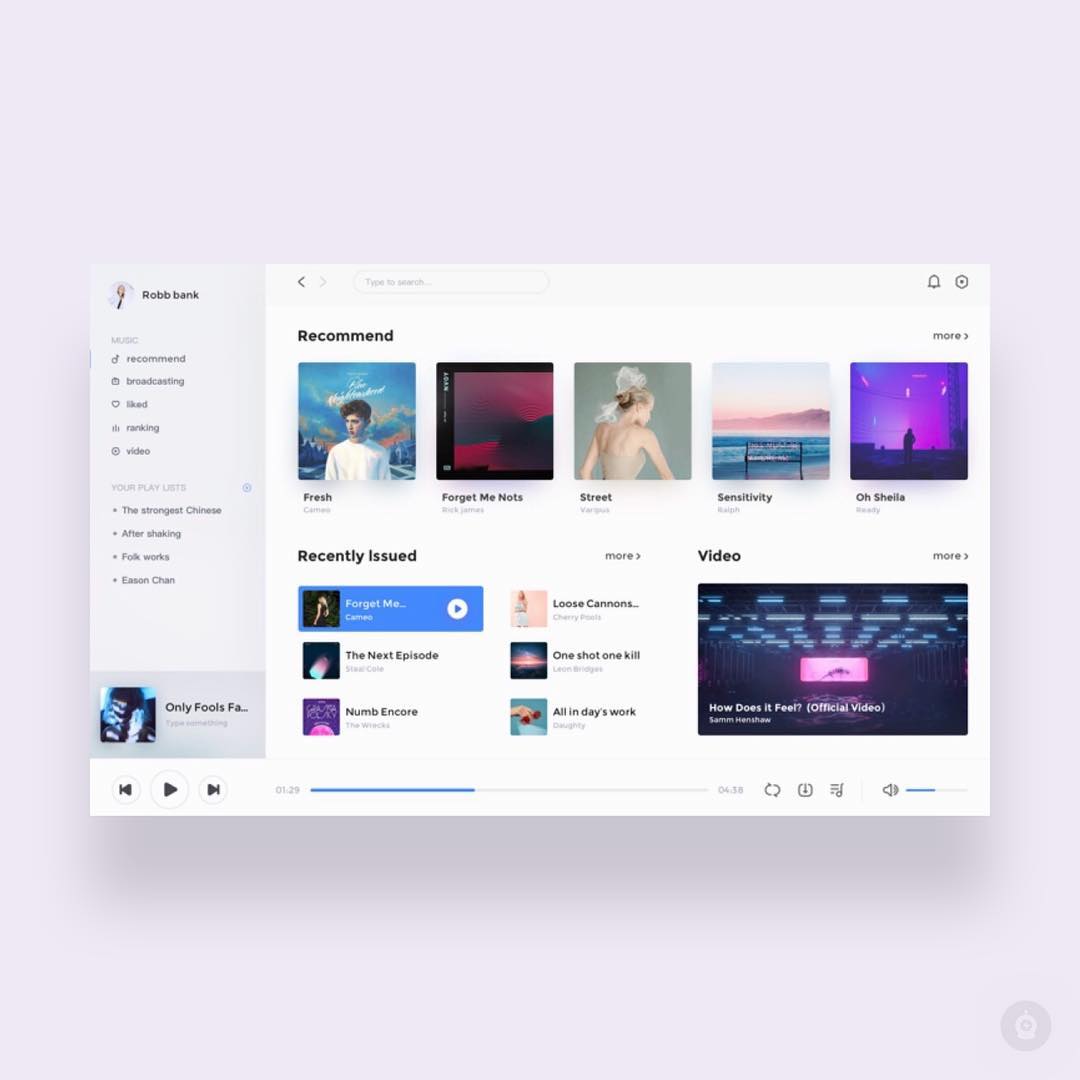 Robb bank
Type to search...
MUSIC
recommend
broadcasting
liked
ranking
video
YOUR PLAY LISTS
The strongest Chinese
After shaking
Folk works
Eason Chan
Only Fools Fa...
Type something
Recommend
more >
Blue
Neighbourhood
Fresh
Cameo
Forget Me Nots
Rick james
Street
Varipus
Sensitivity
Ralph
Oh Sheila
Ready
Recently Issued
more >
Forget Me...
Cameo
Loose Cannons...
Cherry Pools
The Next Episode
Steal Cole
One shot one kill
Leon Bridges
Numb Encore
The Wrecks
All in day's work
Daughty
Video
more >
How Does it Feel? (Official Video)
Samm Henshaw
01:29
04:38